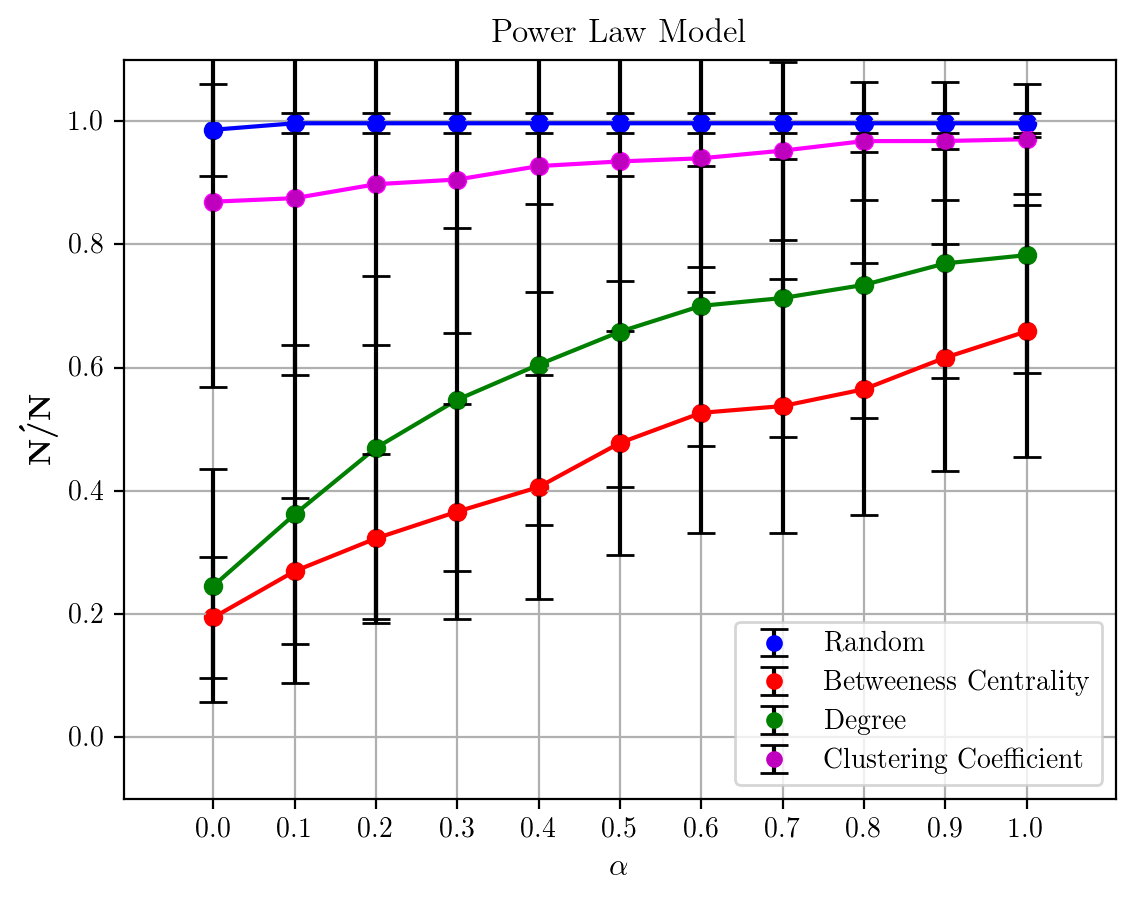 Power Law Model
1.0
0.8
0.6
0.4
0.2
0.0
Ń/N
Random
Betweeness Centrality
Degree
Clustering Coefficient
0.0 0.1 0.2 0.3 0.4 0.5 0.6 0.7 0.8 0.9 1.0
α